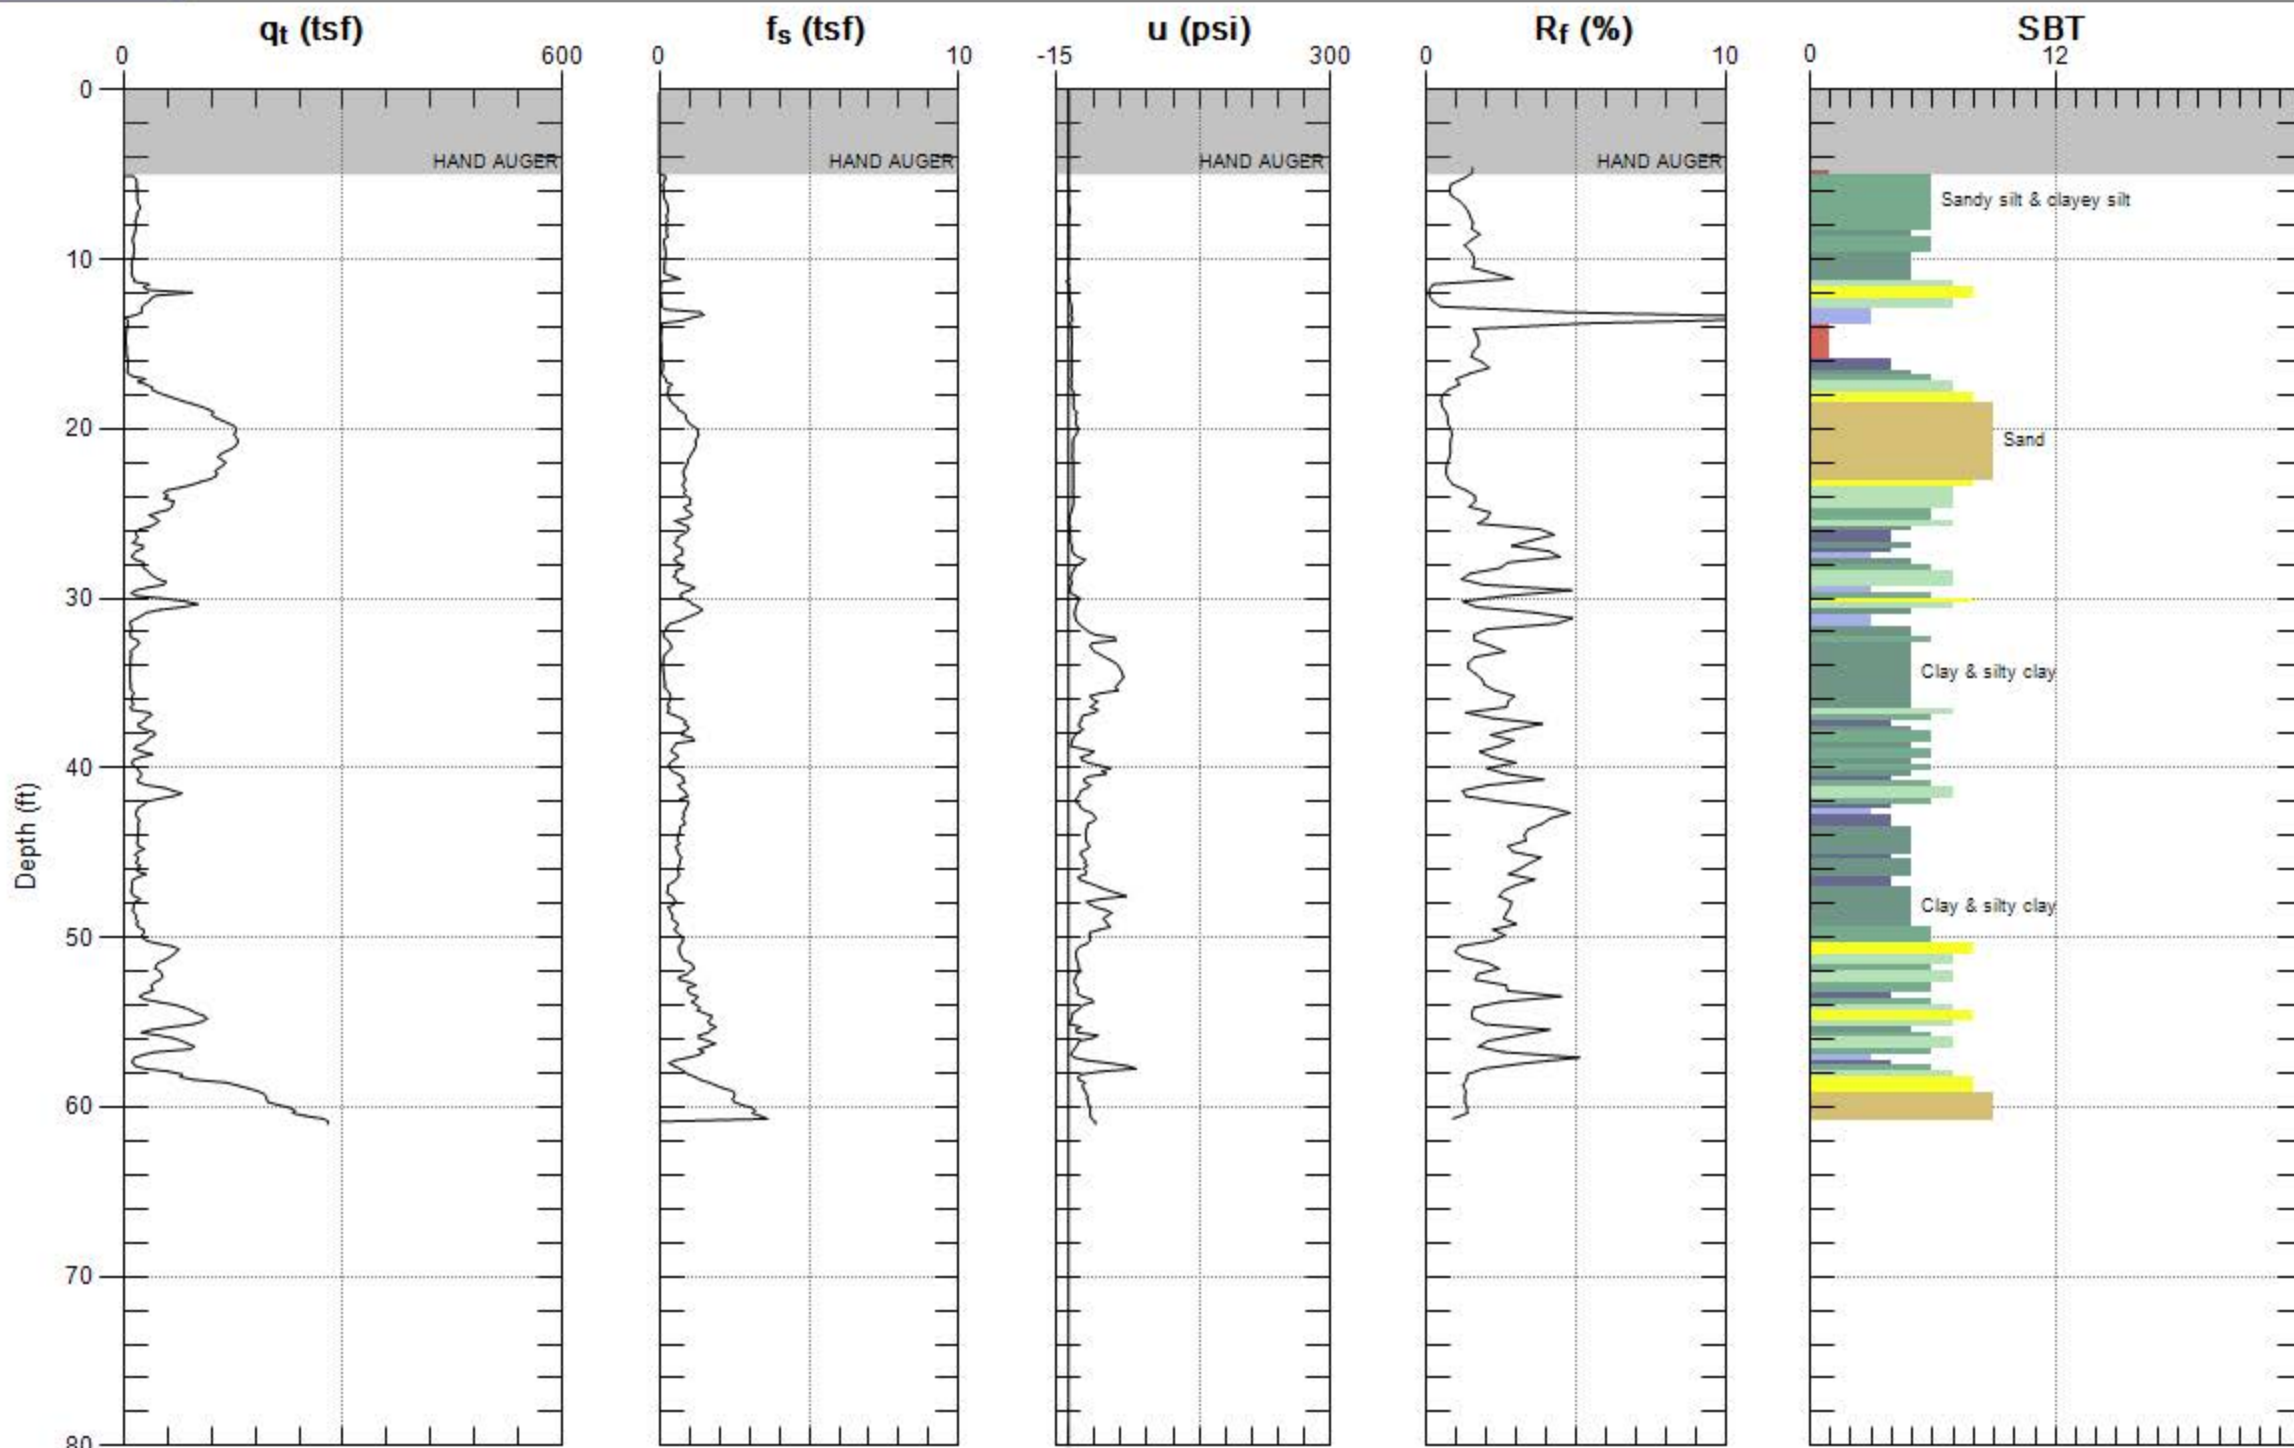 qt (tsf) fs (tsf) u (psi) Rf (%) SBT
0 600 0 10 -15 300 0 10 0 12
0
HAND AUGER HAND AUGER HAND AUGER HAND AUGER
Sandy silt & clayey silt
10
20
Sand
30
Clay & silty clay
40
Depth (ft)
Clay & silty clay
50
60
70
80